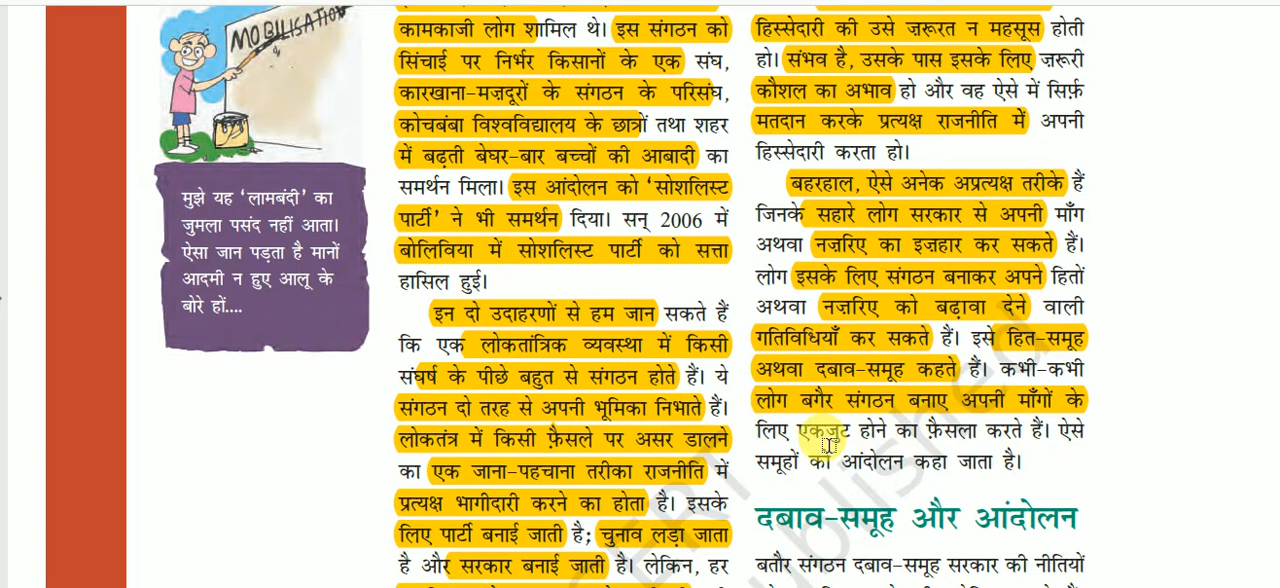 MOBILISATION
मुझे यह ‘लामबंदी’ का
जुमला पसंद नहीं आता।
ऐसा जान पड़ता है मानों
आदमी न हुए आलू के
बोरे हों....
कामकाजी लोग शामिल थे। इस संगठन को
सिंचाई पर निर्भर किसानों के एक संघ,
कारखाना-मज़दूरों के संगठन के परिसंघ,
कोचबंबा विश्वविद्यालय के छात्रों तथा शहर
में बढ़ती बेघर-बार बच्चों की आबादी का
समर्थन मिला। इस आंदोलन को ‘सोशलिस्ट
पार्टी’ ने भी समर्थन दिया। सन् 2006 में
बोलिविया में सोशलिस्ट पार्टी को सत्ता
हासिल हुई।
इन दो उदाहरणों से हम जान सकते हैं
कि एक लोकतांत्रिक व्यवस्था में किसी
संघर्ष के पीछे बहुत से संगठन होते हैं। ये
संगठन दो तरह से अपनी भूमिका निभाते हैं।
लोकतंत्र में किसी फ़ैसले पर असर डालने
का एक जाना-पहचाना तरीका राजनीति में
प्रत्यक्ष भागीदारी करने का होता है। इसके
लिए पार्टी बनाई जाती है; चुनाव लड़ा जाता
है और सरकार बनाई जाती है। लेकिन, हर
हिस्सेदारी की उसे जरूरत न महसूस होती
हो। संभव है, उसके पास इसके लिए ज़रूरी
कौशल का अभाव हो और वह ऐसे में सिर्फ़
मतदान करके प्रत्यक्ष राजनीति में अपनी
हिस्सेदारी करता हो।
बहरहाल, ऐसे अनेक अप्रत्यक्ष तरीके हैं
जिनके सहारे लोग सरकार से अपनी माँग
अथवा नज़रिए का इज़हार कर सकते हैं।
लोग इसके लिए संगठन बनाकर अपने हितों
अथवा नज़रिए को बढ़ावा देने वाली
गतिविधियाँ कर सकते हैं। इसे हित-समूह
अथवा दबाव-समूह कहते हैं। कभी-कभी
लोग बगैर संगठन बनाए अपनी माँगों के
लिए एकजुट होने का फ़ैसला करते हैं। ऐसे
समूहों को आंदोलन कहा जाता है।
दबाव-समूह और आंदोलन
बतौर संगठन दबाव-समूह सरकार की नीतियों